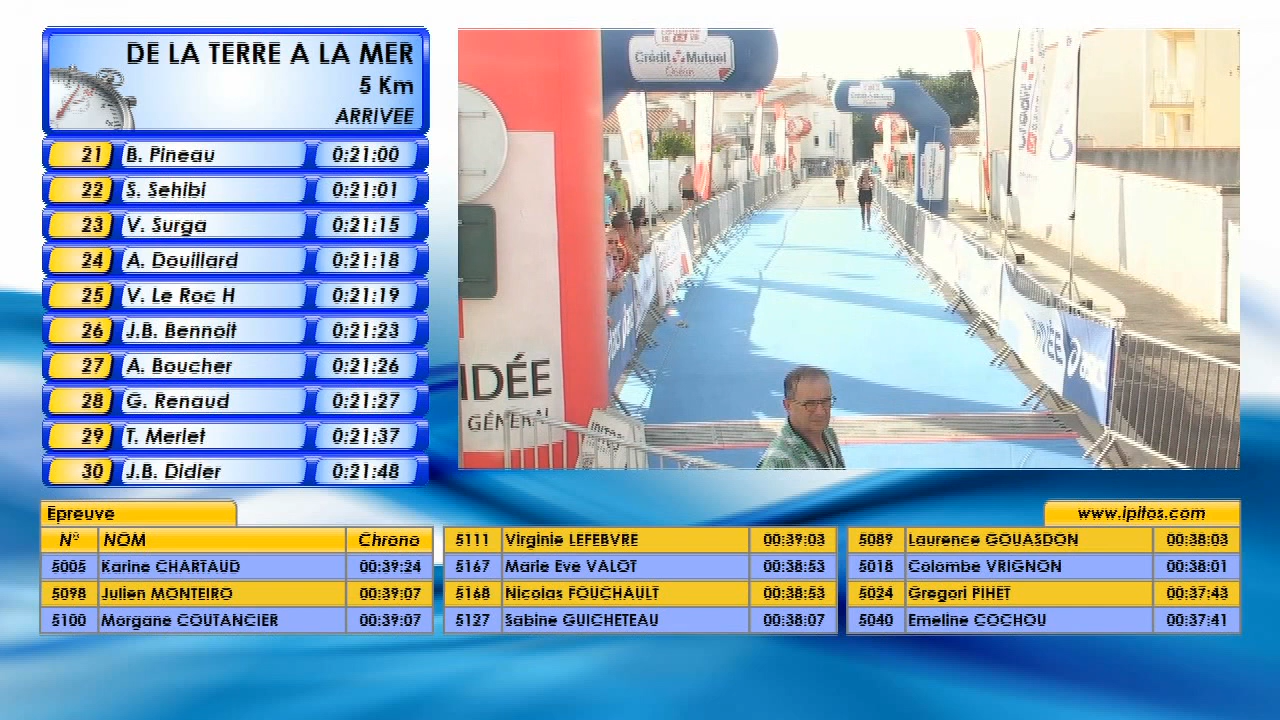 DE LA TERRE A LA MER
5 Km
ARRIVEE
21 B. Pineau 0:21:00
22 S. Sehibi 0:21:01
23 V. Surga 0:21:15
24 A. Douillard 0:21:18
25 V. Le Roc H 0:21:19
26 J.B. Bennoit 0:21:23
27 A. Boucher 0:21:26
28 G. Renaud 0:21:27
29 T. Merlet 0:21:37
30 J.B. Didier 0:21:48
Crédit Mutuel
Océan
IDÉE
GÉNÉRAL
asics
Epreuve
www.ipitos.com
N° NOM Chrono
5005 Karine CHARTAUD 00:39:24
5098 Julien MONTEIRO 00:39:07
5100 Morgane COUTANCIER 00:39:07
5111 Virginie LEFEBVRE 00:39:03
5167 Marie Eve VALOT 00:38:53
5168 Nicolas FOUCHAULT 00:38:53
5127 Sabine GUICHETEAU 00:38:07
5089 Laurence GOUASDON 00:38:03
5018 Colombe VRIGNON 00:38:01
5024 Gregori PIHET 00:37:43
5040 Emeline COCHOU 00:37:41